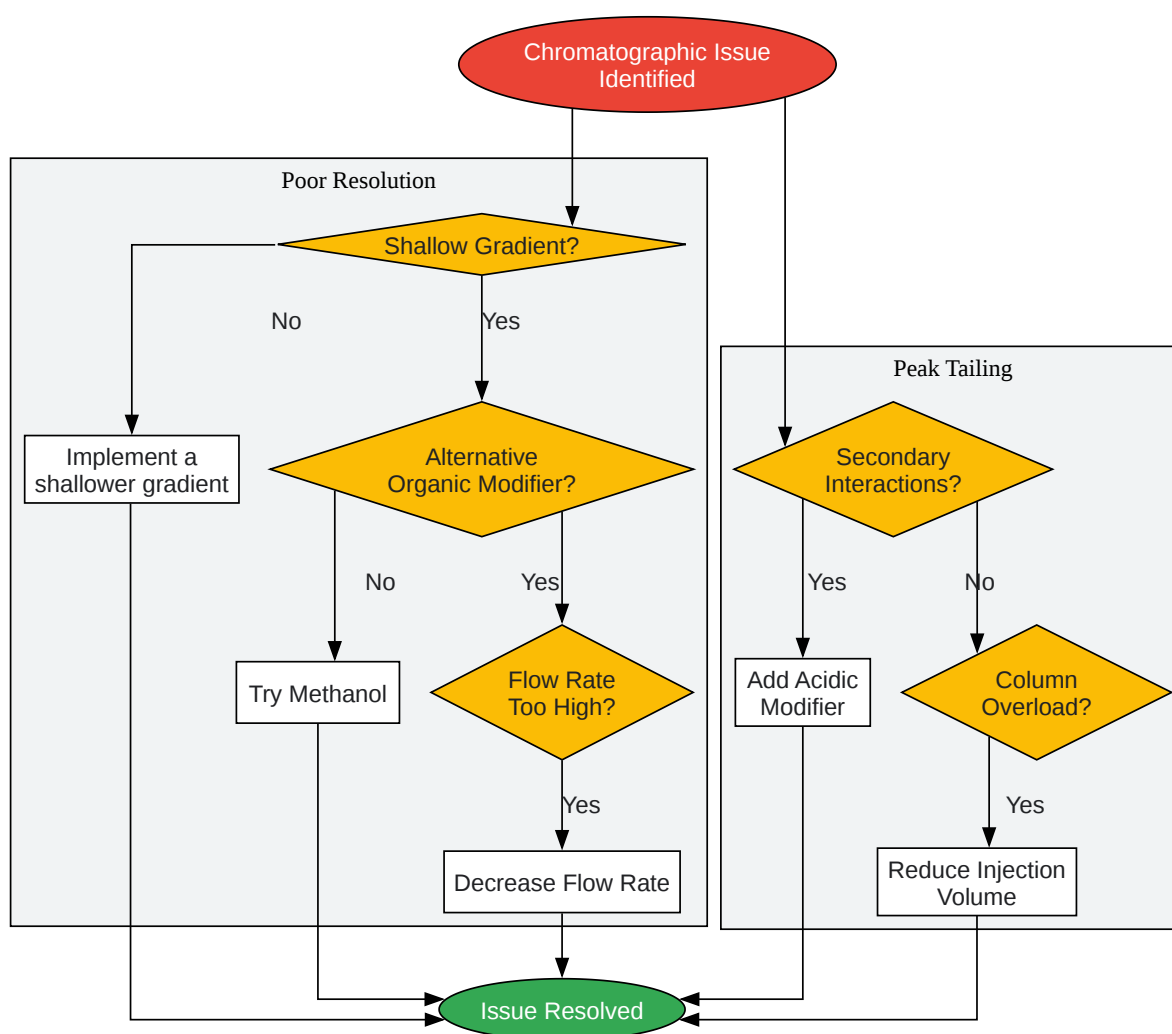 Chromatographic Issue
Identified
Poor Resolution
Shallow Gradient?
No
Yes
Implement a
shallower gradient
Alternative
Organic Modifier?
No
Yes
Try Methanol
Flow Rate
Too High?
Yes
Decrease Flow Rate
Peak Tailing
Secondary
Interactions?
Yes
No
Add Acidic
Modifier
Column
Overload?
Yes
Reduce Injection
Volume
Issue Resolved